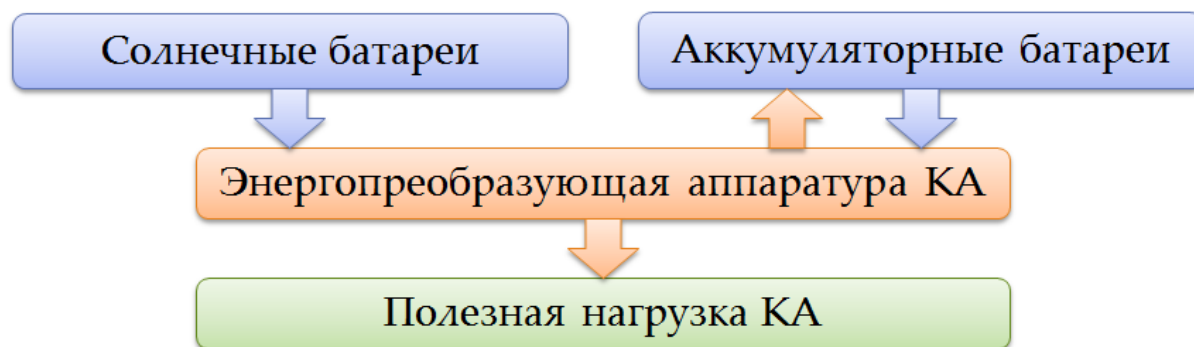 Солнечные батареи
Аккумуляторные батареи
Энергопреобразующая аппаратура КА
Полезная нагрузка КА